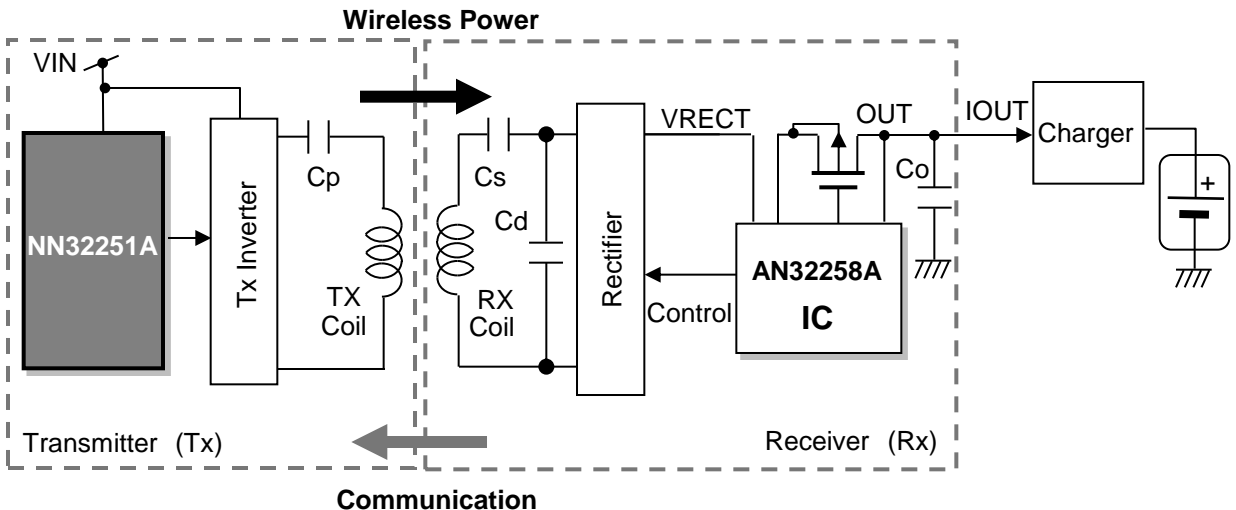 Wireless Power
VIN
NN32251A
Tx Inverter
Cp
TX
Coil
Cs
Cd
RX
Coil
Rectifier
VRECT
OUT
Co
IOUT
Charger
+
Control
AN32258A
IC
Transmitter (Tx)
Receiver (Rx)
Communication